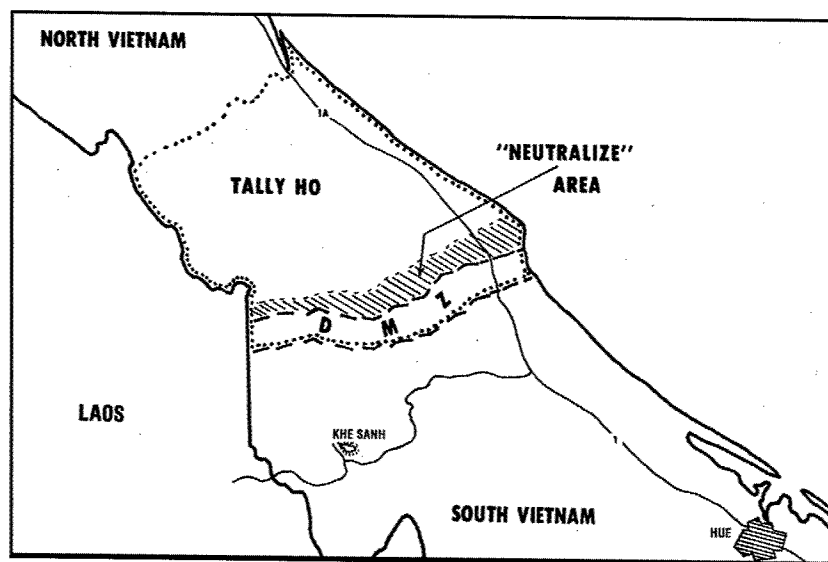 NORTH VIETNAM
1A
"NEUTRALIZE"
AREA
TALLY HO
D M Z
LAOS
KHE SANH
1
SOUTH VIETNAM
HUE